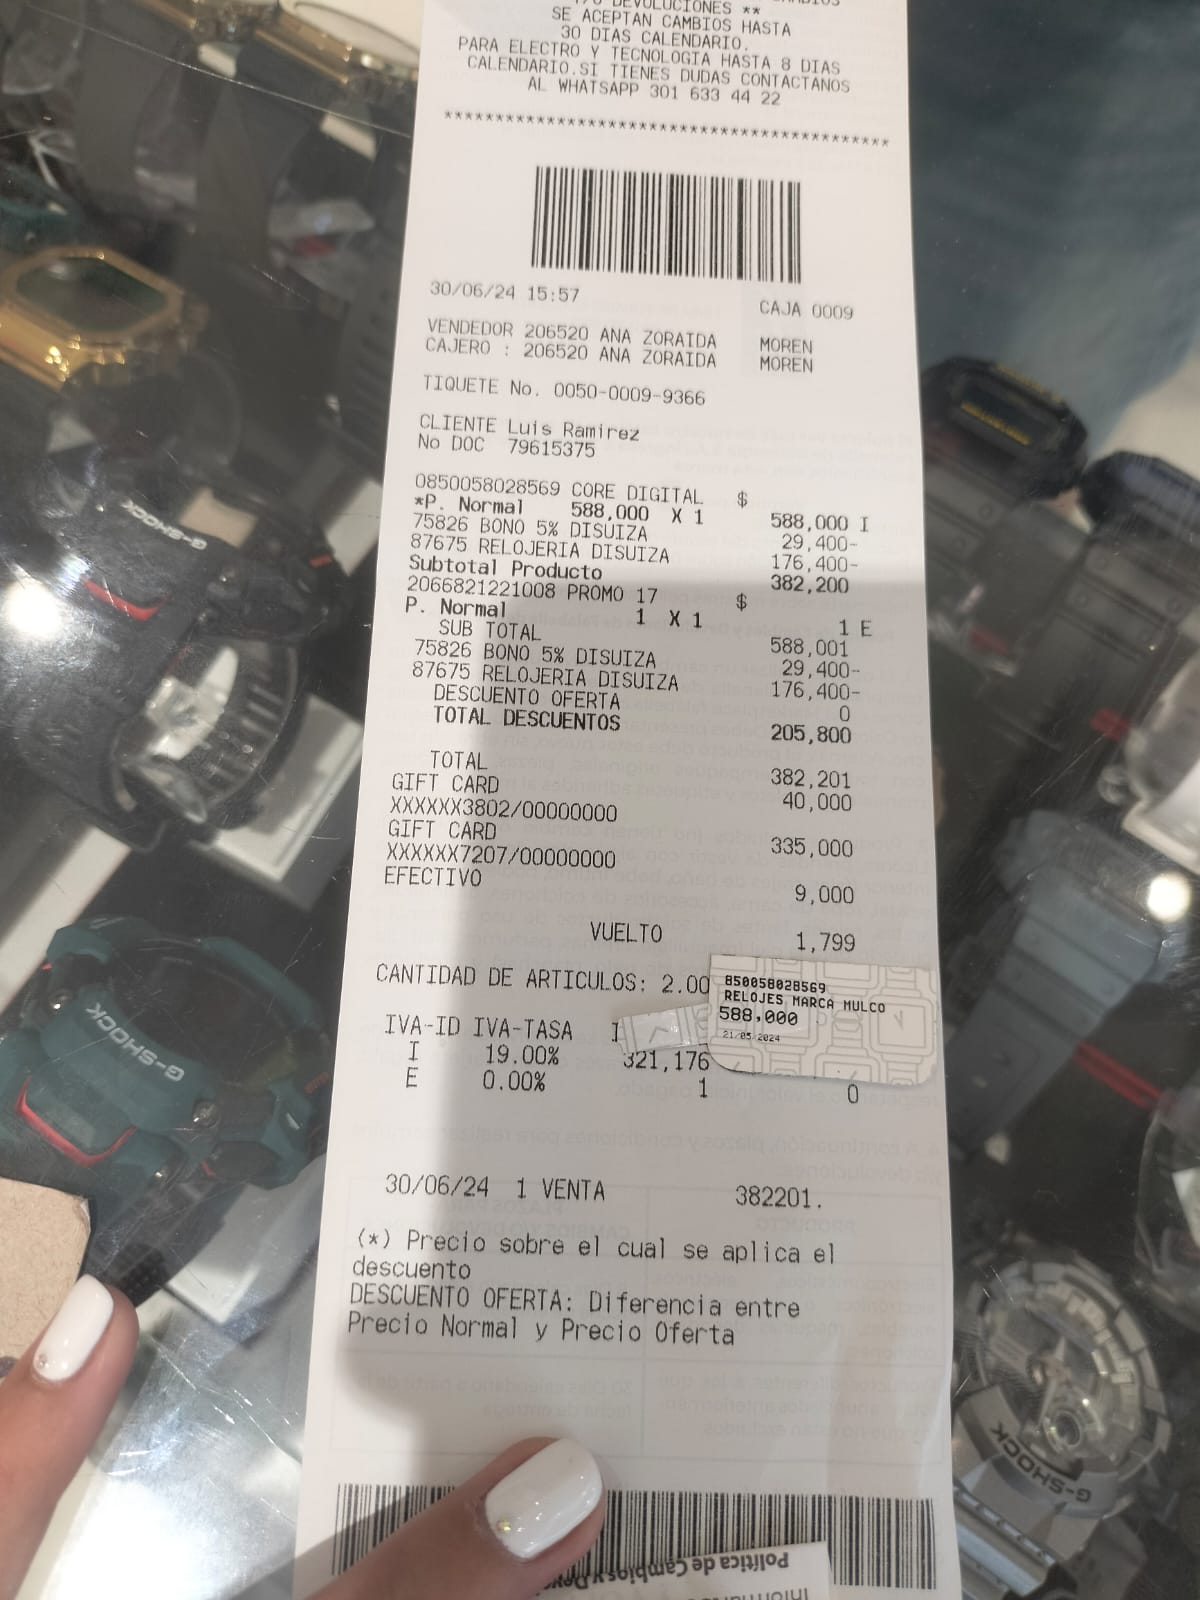 DEVOLUCIONES **
SE ACEPTAN CAMBIOS HASTA
30 DIAS CALENDARIO.
PARA ELECTRO Y TECNOLOGIA HASTA 8 DIAS
CALENDARIO.SI TIENES DUDAS CONTACTANOS
AL WHATSAPP 301 633 44 22
*******************************************
30/06/24 15:57 CAJA 0009
VENDEDOR 206520 ANA ZORAIDA MOREN
CAJERO : 206520 ANA ZORAIDA MOREN
TIQUETE No. 0050-0009-9366
CLIENTE Luis Ramirez
No DOC 79615375
0850058028569 CORE DIGITAL $
*P. Normal 588,000 X 1 588,000 I
75826 BONO 5% DISUIZA 29,400-
87675 RELOJERIA DISUIZA 176,400-
Subtotal Producto 382,200
2066821221008 PROMO 17 $
P. Normal 1 X 1 1 E
SUB TOTAL 588,001
75826 BONO 5% DISUIZA 29,400-
87675 RELOJERIA DISUIZA 176,400-
DESCUENTO OFERTA 0
TOTAL DESCUENTOS 205,800
TOTAL 382,201
GIFT CARD 40,000
XXXXXX3802/00000000
GIFT CARD 335,000
XXXXXX7207/00000000
EFECTIVO 9,000
VUELTO 1,799
CANTIDAD DE ARTICULOS: 2.00
850058028569
RELOJES MARCA MULCO
588,000
21/05/2024
IVA-ID IVA-TASA
I 19.00% 321,176
E 0.00% 1 0
30/06/24 1 VENTA 382201.
(*) Precio sobre el cual se aplica el
descuento
DESCUENTO OFERTA: Diferencia entre
Precio Normal y Precio Oferta
Política de Cambios y
G-SHOCK
G-SHOCK
G-SHOCK